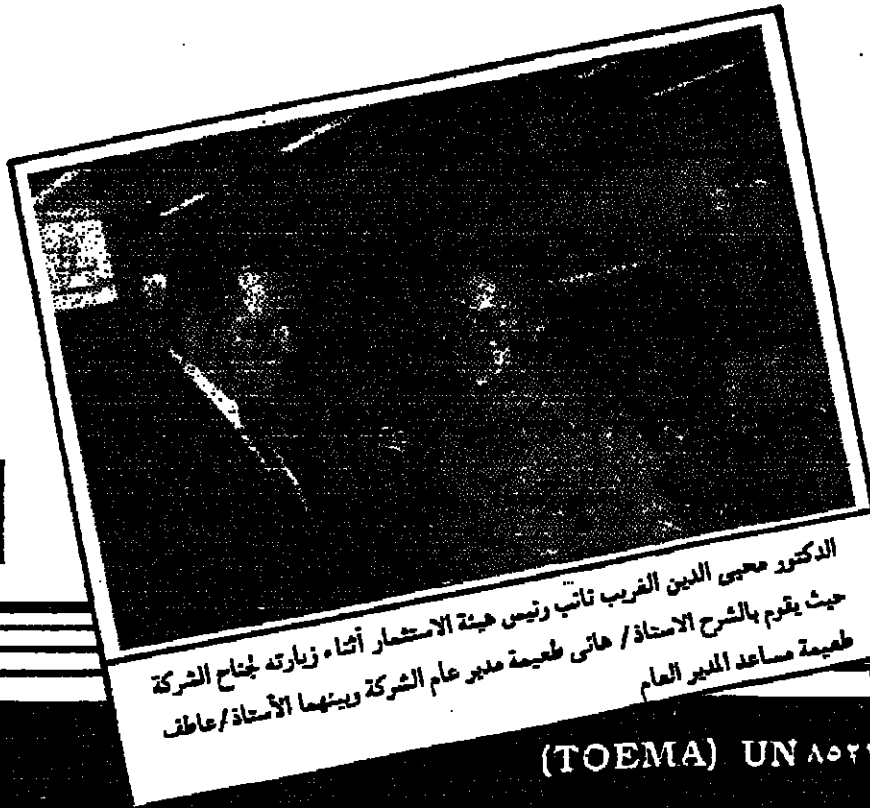 الدكتور محيى الدين الغريب نائب رئيس هيئة الاستثمار أثناء زيارته لجناح الشركة
حيث يقوم بالشرح الاستاذ/ هانى طعيمة مدير عام الشركة وبينهما الأستاذ/عاطف
طعيمة مساعد المدير العام
(TOEMA) UN ٨٥٢